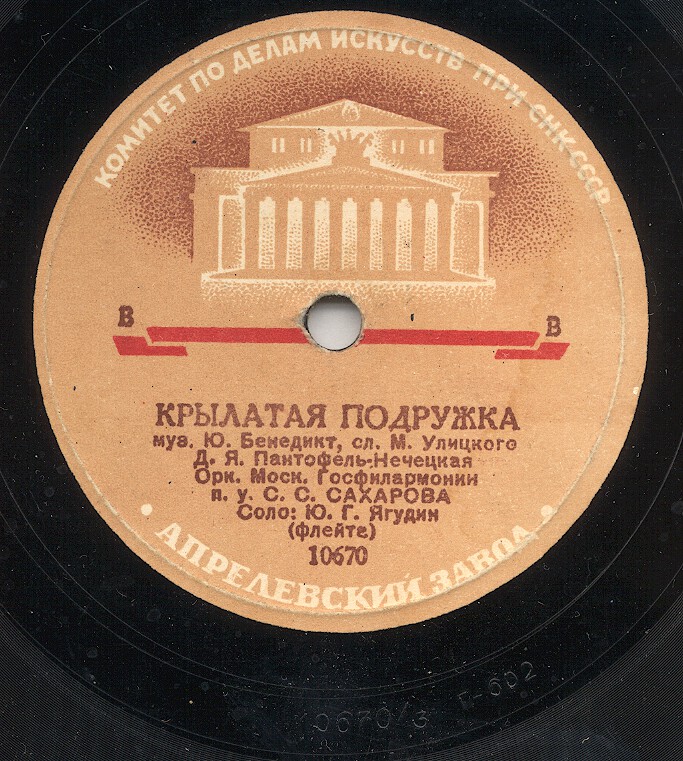 КОМИТЕТ ПО ДЕЛАМ ИСКУССТВ ПРИ СНК СССР
В В
КРЫЛАТАЯ ПОДРУЖКА
муз. Ю. Бенедикт, сл. М. Улицкого
Д. Я. Пантофель-Нечецкая
Орк. Моск. Госфилармонии
п. у. С. С. САХАРОВА
Соло: Ю. Г. Ягудин
(флейта)
10670
• АПРЕЛЕВСКИЙ ЗАВОД •
10670/3 Г-602